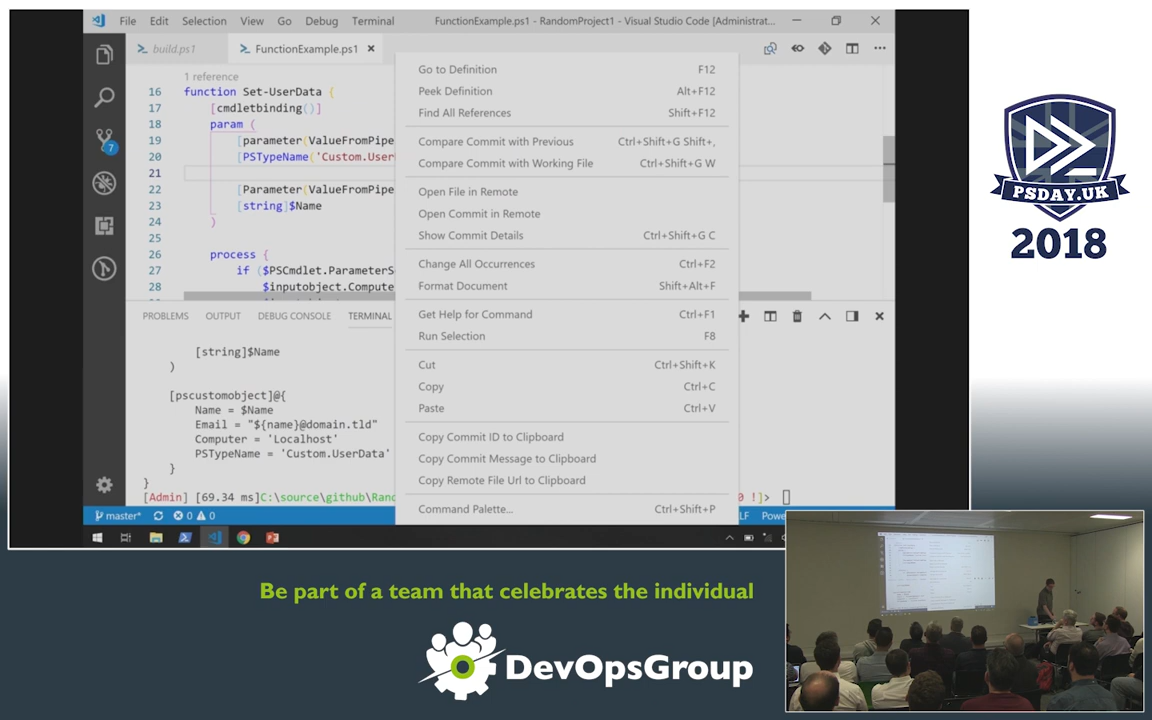 File Edit Selection View Go Debug Terminal FunctionExample.ps1 - RandomProject1 - Visual Studio Code [Administrat...
build.ps1 FunctionExample.ps1
1 reference
16 function Set-UserData {
17 [cmdletbinding()]
18 param (
19 [parameter(ValueFromPipe
20 [PSTypeName('Custom.User
21
22 [Parameter(ValueFromPipe
23 [string]$Name
24 )
25
26 process {
27 if ($PSCmdlet.ParameterS
28 $inputobject.Compute
7
Go to Definition F12
Peek Definition Alt+F12
Find All References Shift+F12
Compare Commit with Previous Ctrl+Shift+G Shift+,
Compare Commit with Working File Ctrl+Shift+G W
Open File in Remote
Open Commit in Remote
Show Commit Details Ctrl+Shift+G C
Change All Occurrences Ctrl+F2
Format Document Shift+Alt+F
Get Help for Command Ctrl+F1
Run Selection F8
Cut Ctrl+Shift+K
Copy Ctrl+C
Paste Ctrl+V
Copy Commit ID to Clipboard
Copy Commit Message to Clipboard
Copy Remote File Url to Clipboard
Command Palette... Ctrl+Shift+P
PROBLEMS OUTPUT DEBUG CONSOLE TERMINAL
[string]$Name
)
[pscustomobject]@{
Name = $Name
Email = "${name}@domain.tld"
Computer = 'Localhost'
PSTypeName = 'Custom.UserData'
}
}
[Admin] [69.34 ms]C:\source\github\Ran 0 !]>
master* 0 0 LF Powe
PSDAY.UK
2018
Be part of a team that celebrates the individual
DevOpsGroup